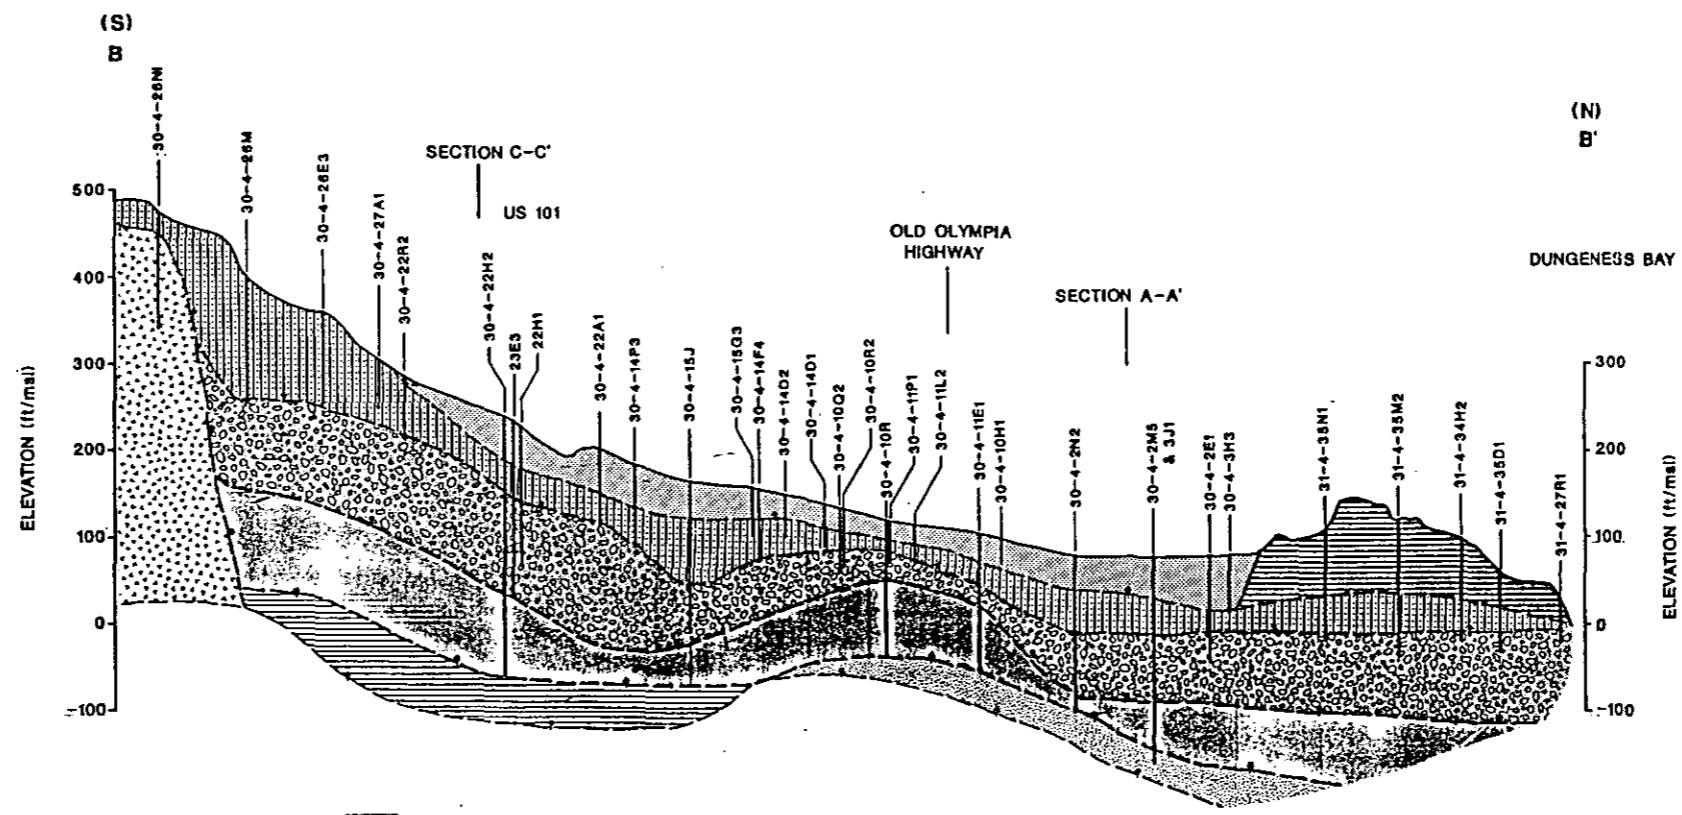 (S)
B
(N)
B'
30-4-26NI
30-4-26M
30-4-26E3
30-4-27A1
30-4-22R2
SECTION C-C'
US 101
30-4-22H2
23E3
22H1
30-4-22A1
30-4-14P3
30-4-15J
30-4-15G3
30-4-14F4
30-4-14D2
30-4-14D1
30-4-10Q2
30-4-10R2
30-4-10R
30-4-11P1
30-4-11L2
OLD OLYMPIA
HIGHWAY
30-4-11E1
30-4-10H1
SECTION A-A'
30-4-2N2
30-4-2M5
& 3J1
30-4-2E1
30-4-3H3
31-4-35N1
31-4-35M2
31-4-34H2
31-4-35D1
31-4-27R1
DUNGENESS BAY
ELEVATION (ft/msl)
500
400
300
200
100
0
-100
300
200
100
0
-100
ELEVATION (ft/msl)